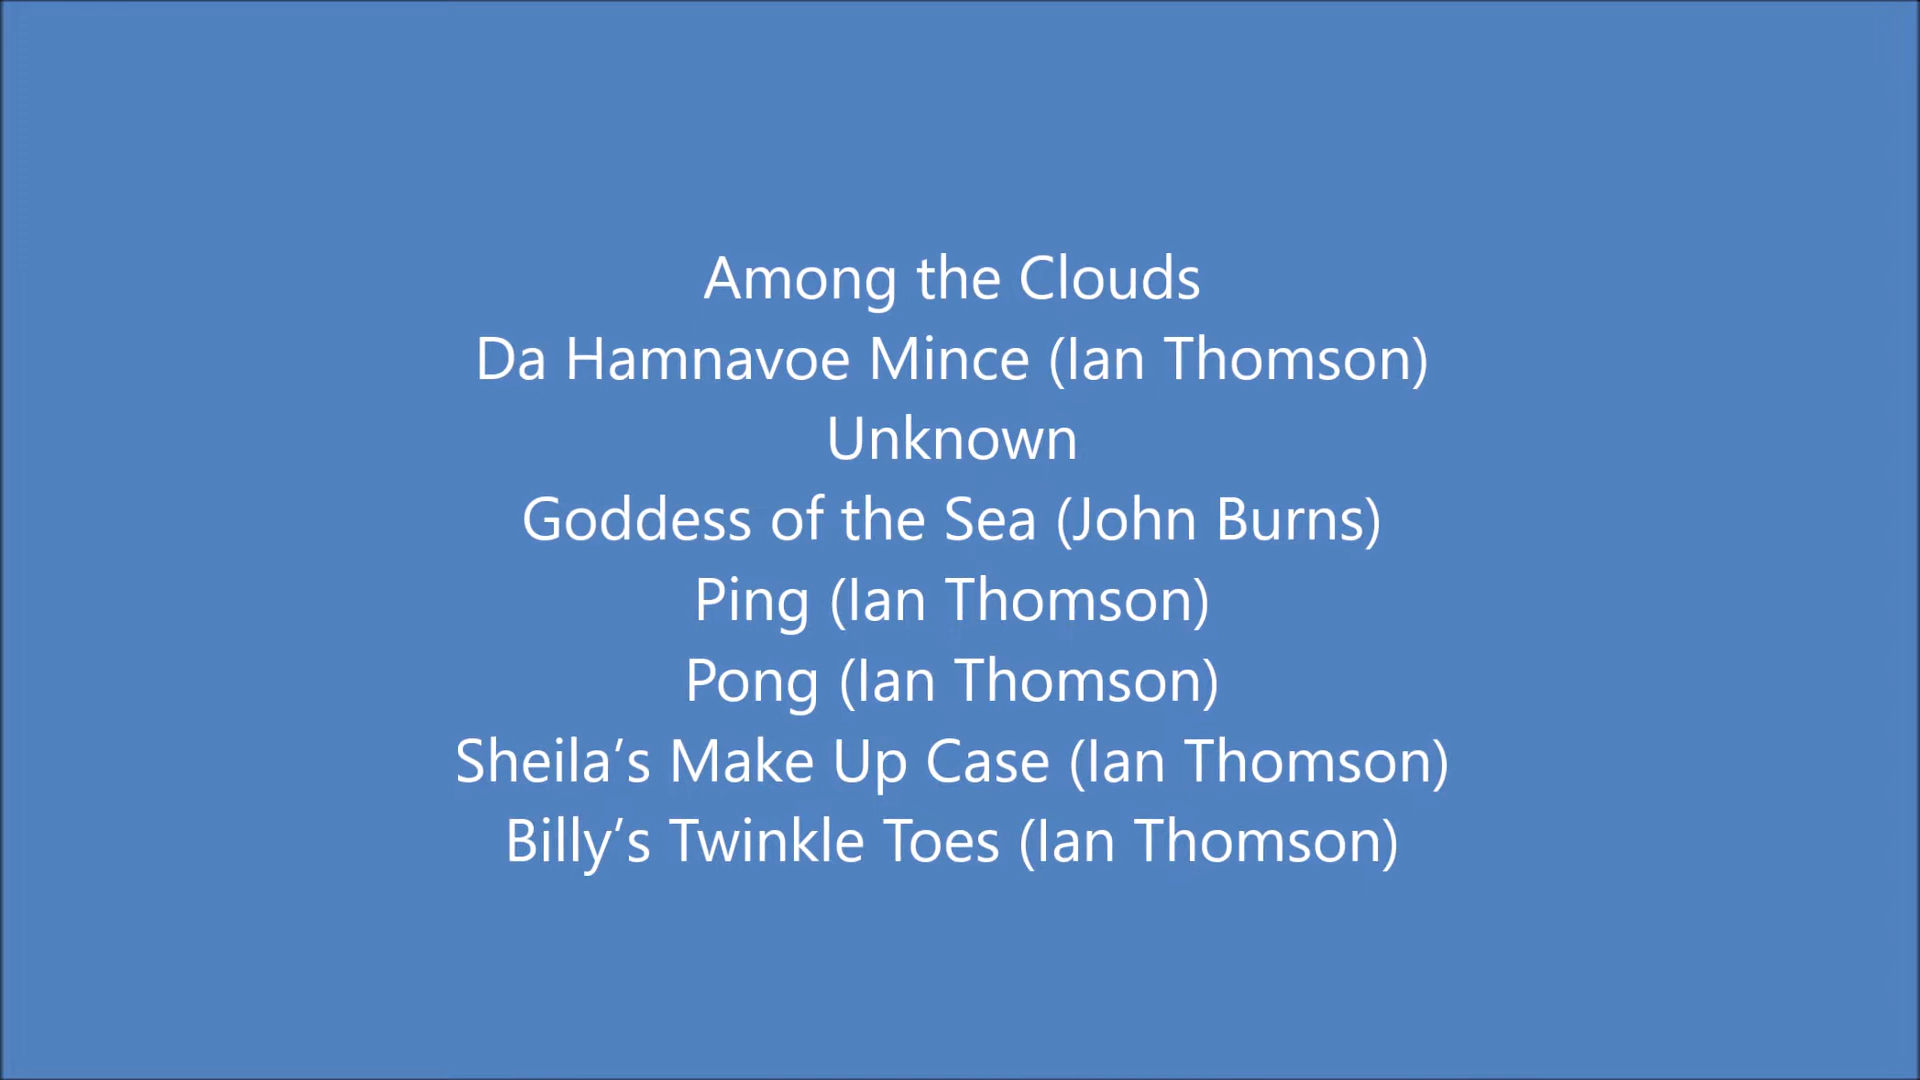 Among the Clouds
Da Hamnavoe Mince (Ian Thomson)
Unknown
Goddess of the Sea (John Burns)
Ping (Ian Thomson)
Pong (Ian Thomson)
Sheila’s Make Up Case (Ian Thomson)
Billy’s Twinkle Toes (Ian Thomson)